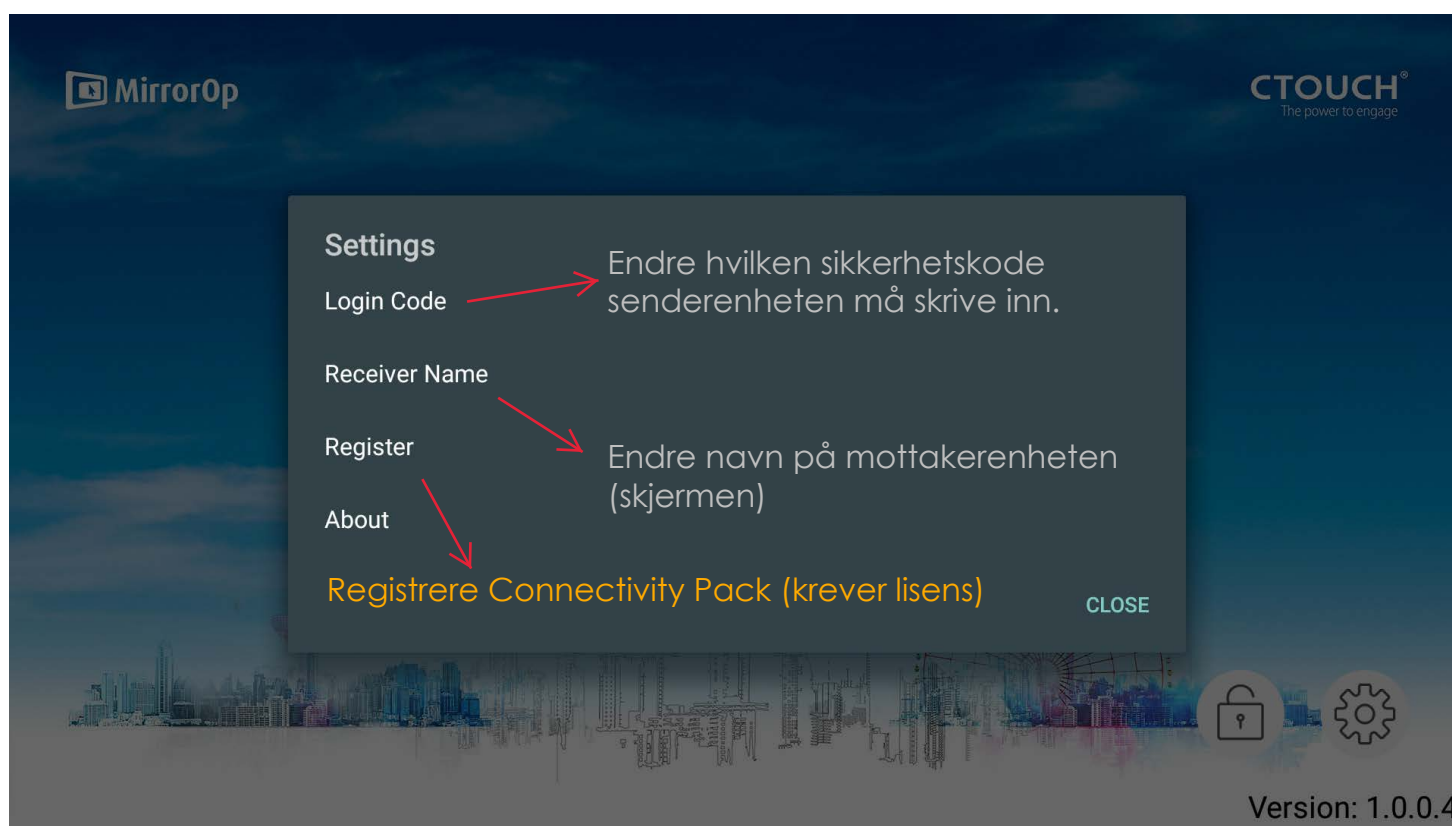 MirrorOp
CTOUCH®
The power to engage
Settings
Login Code
Endre hvilken sikkerhetskode
senderenheten må skrive inn.
Receiver Name
Register
Endre navn på mottakerenheten
(skjermen)
About
Registrere Connectivity Pack (krever lisens)
CLOSE
Version: 1.0.0.4